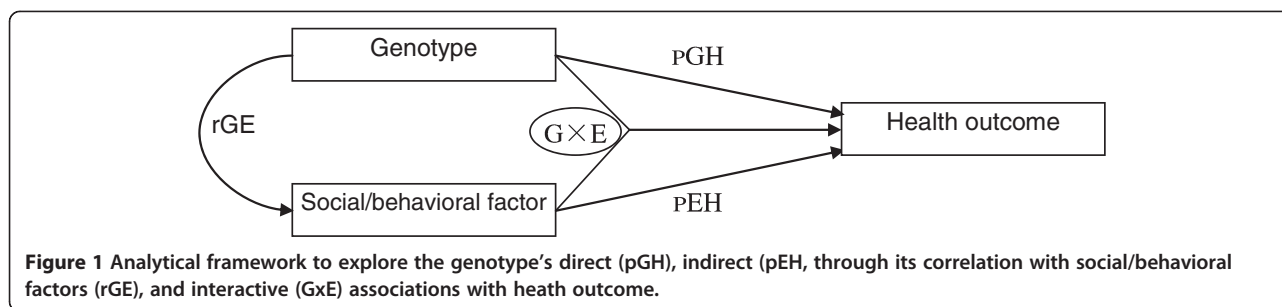 Genotype
pGH
rGE
G×E
Health outcome
Social/behavioral factor
pEH
Figure 1 Analytical framework to explore the genotype's direct (pGH), indirect (pEH, through its correlation with social/behavioral
factors (rGE), and interactive (GxE) associations with heath outcome.